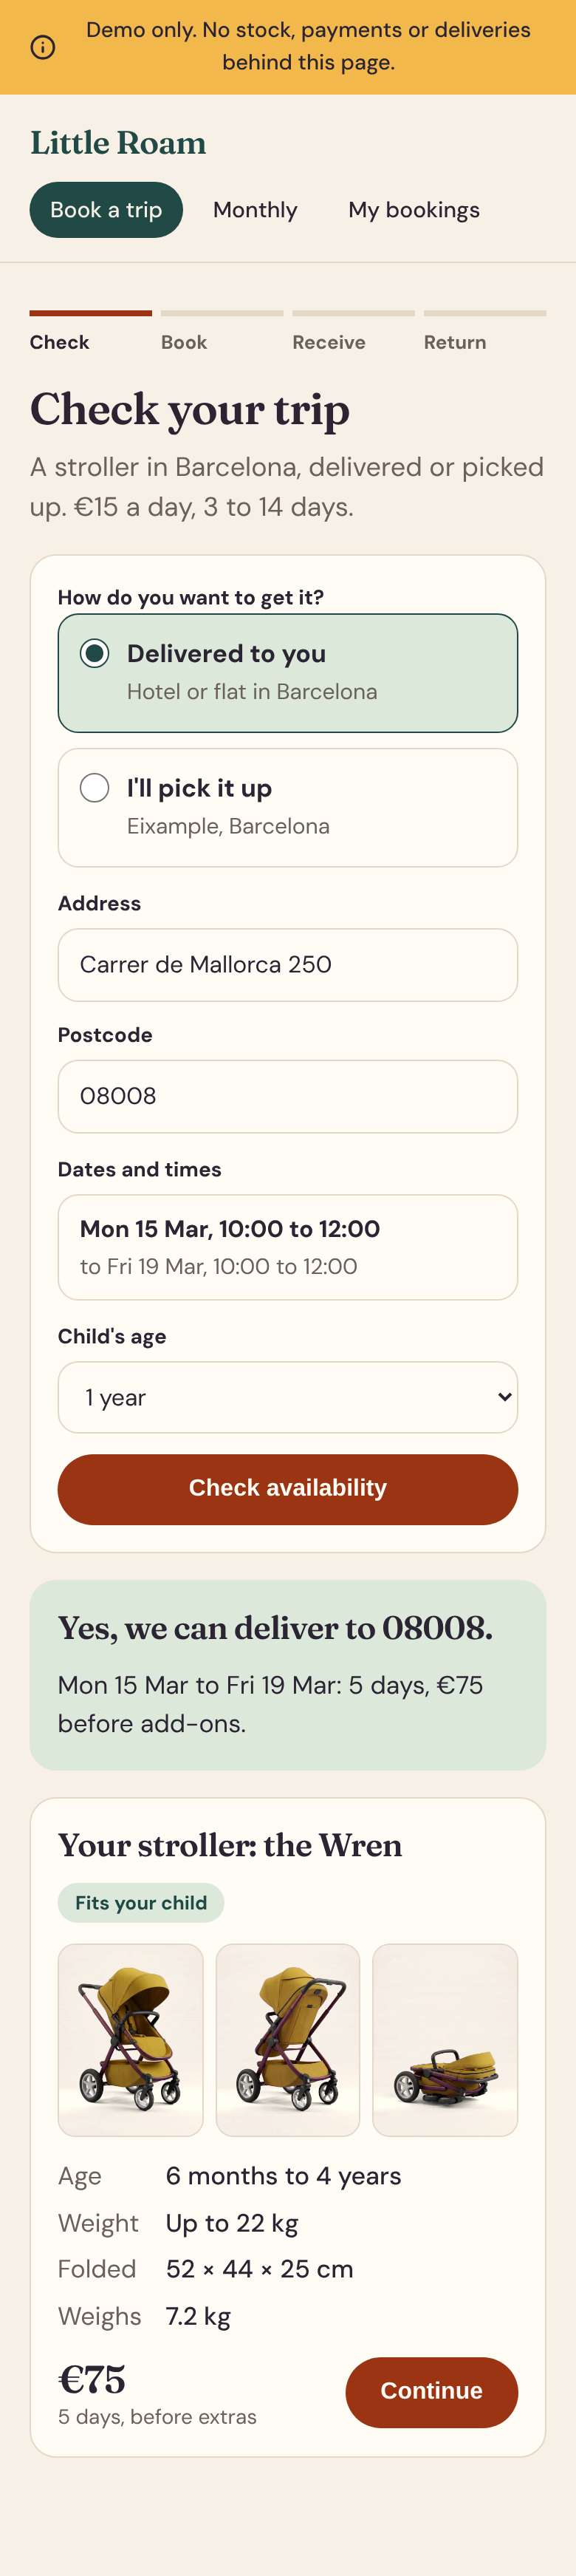 Demo only. No stock, payments or deliveries
behind this page.
Little Roam
Book a trip
Monthly
My bookings
Check
Book
Receive
Return
Check your trip
A stroller in Barcelona, delivered or picked
up. €15 a day, 3 to 14 days.
How do you want to get it?
Delivered to you
Hotel or flat in Barcelona
I'll pick it up
Eixample, Barcelona
Address
Carrer de Mallorca 250
Postcode
08008
Dates and times
Mon 15 Mar, 10:00 to 12:00
to Fri 19 Mar, 10:00 to 12:00
Child's age
1 year
Check availability
Yes, we can deliver to 08008.
Mon 15 Mar to Fri 19 Mar: 5 days, €75
before add-ons.
Your stroller: the Wren
Fits your child
Age 6 months to 4 years
Weight Up to 22 kg
Folded 52 × 44 × 25 cm
Weighs 7.2 kg
€75
5 days, before extras
Continue